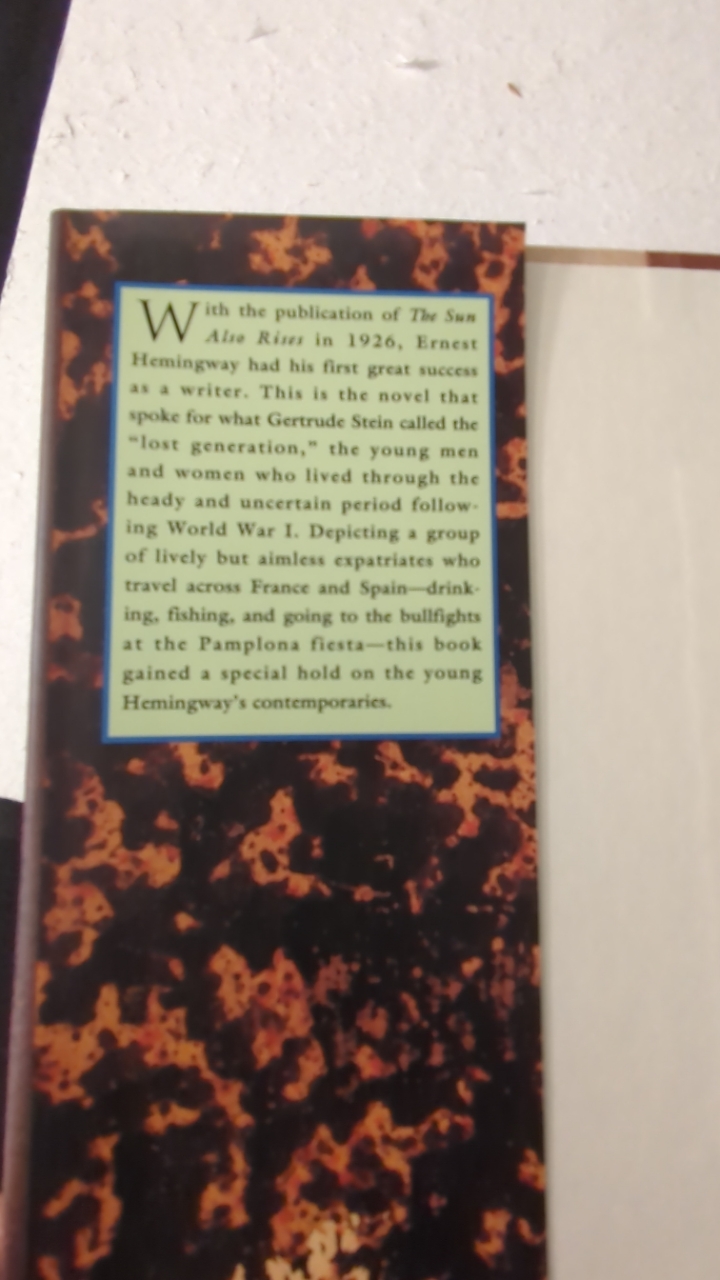 With the publication of The Sun
Also Rises in 1926, Ernest
Hemingway had his first great success
as a writer. This is the novel that
spoke for what Gertrude Stein called the
“lost generation,” the young men
and women who lived through the
heady and uncertain period follow-
ing World War I. Depicting a group
of lively but aimless expatriates who
travel across France and Spain—drink-
ing, fishing, and going to the bullfights
at the Pamplona fiesta—this book
gained a special hold on the young
Hemingway’s contemporaries.